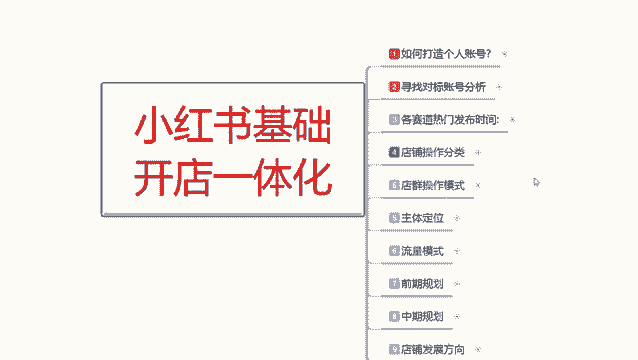 小红书基础
开店一体化
1 如何打造个人账号?
2 寻找对标账号分析
3 各赛道热门发布时间:
4 店铺操作分类
店群操作模式
5 主体定位
6 流量模式
7 前期规划
8 中期规划
9 店铺发展方向